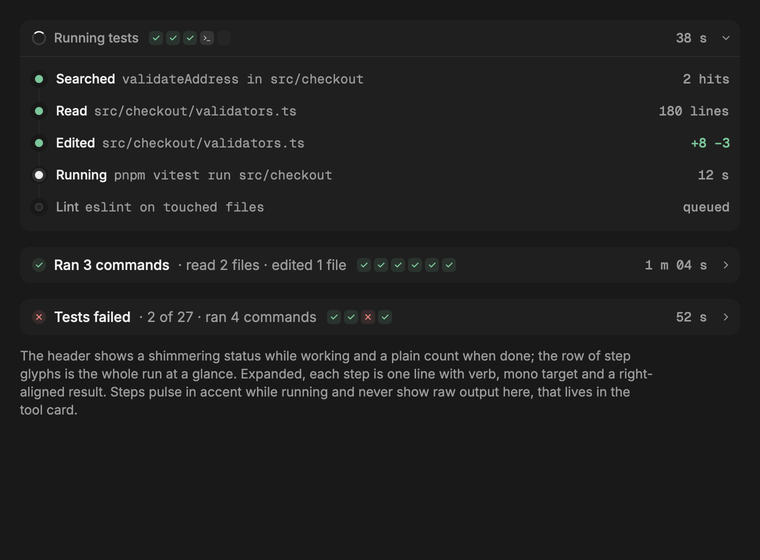 Running tests 38 s
Searched validateAddress in src/checkout 2 hits
Read src/checkout/validators.ts 180 lines
Edited src/checkout/validators.ts +8 −3
Running pnpm vitest run src/checkout 12 s
Lint eslint on touched files queued
Ran 3 commands · read 2 files · edited 1 file 1 m 04 s
Tests failed · 2 of 27 · ran 4 commands 52 s
The header shows a shimmering status while working and a plain count when done; the row of step
glyphs is the whole run at a glance. Expanded, each step is one line with verb, mono target and a right-
aligned result. Steps pulse in accent while running and never show raw output here, that lives in the
tool card.